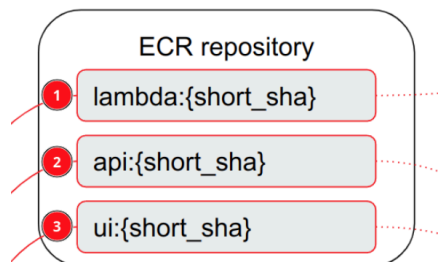 ECR repository
1 lambda:{short_sha}
2 api:{short_sha}
3 ui:{short_sha}